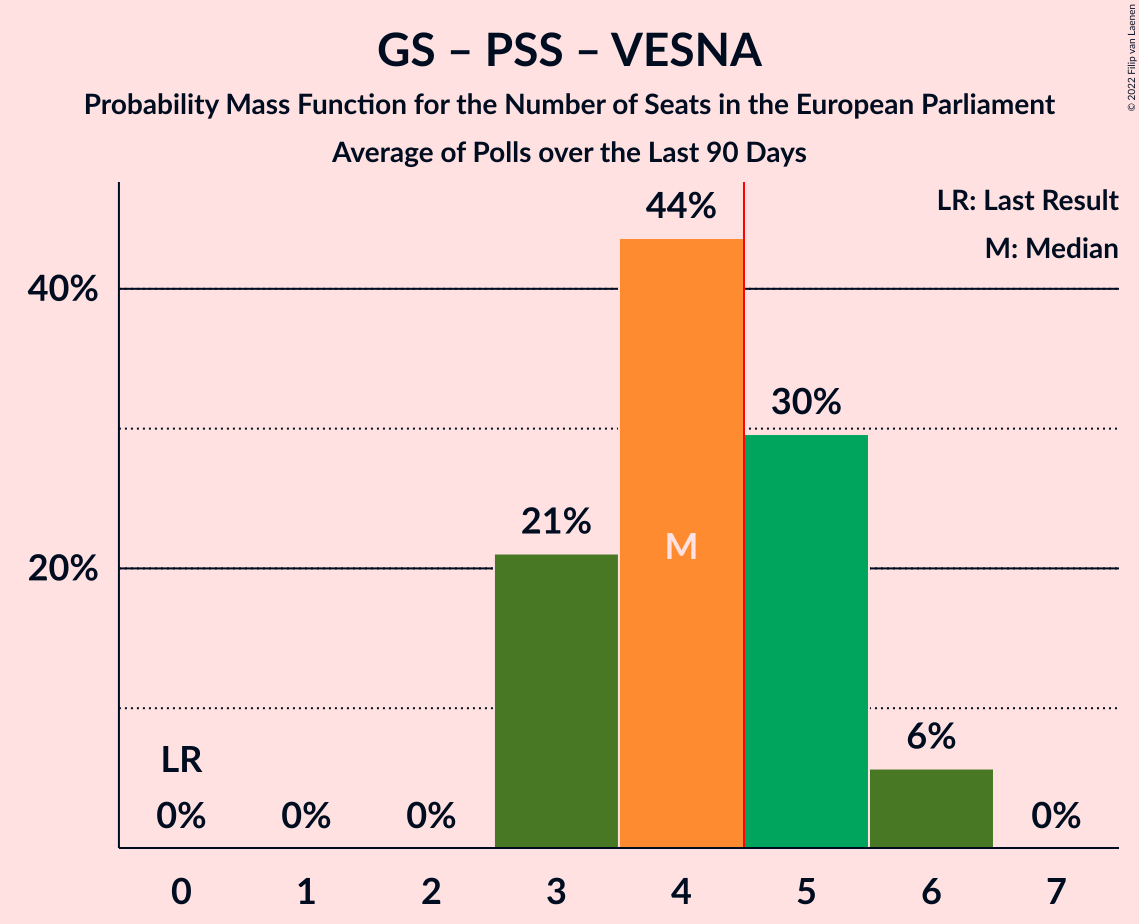 GS – PSS – VESNA
Probability Mass Function for the Number of Seats in the European Parliament
Average of Polls over the Last 90 Days
© 2022 Filip van Laenen
LR: Last Result
M: Median
44%
40%
30%
21%
M
20%
6%
LR
0%
0%
0%
0%
0 1 2 3 4 5 6 7